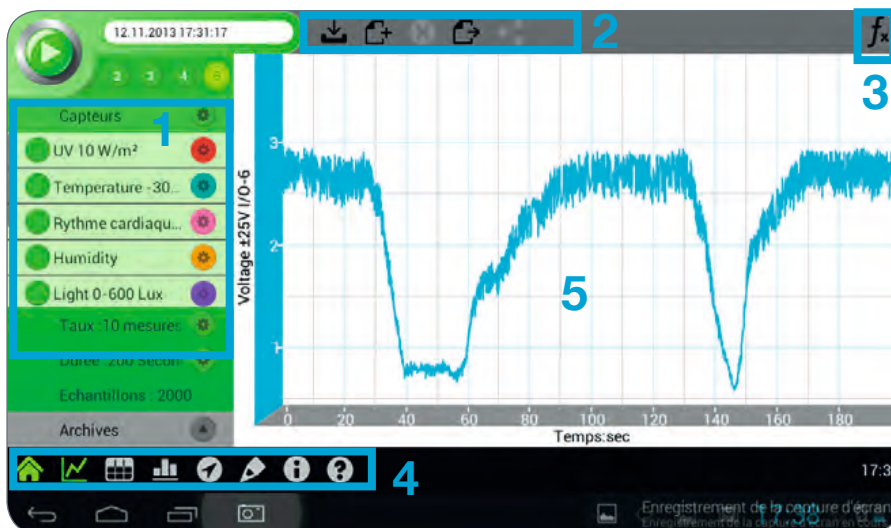 12.11.2013 17:31:17
2
3
fx
2 3 4 5
Capteurs
1
UV 10 W/m²
Temperature -30...
Rythme cardiaqu...
Humidity
Light 0-600 Lux
Taux :10 mesures
Durée :200 Secon
Echantillons : 2000
Archives
Voltage ±25V I/O-6
3
2
1
5
0 20 40 60 80 100 120 140 160 180
Temps:sec
4
17:3
Enregistrement de la capture d'écran